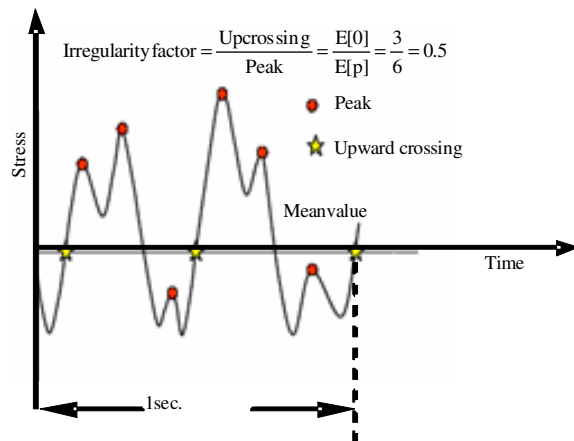 Irregularity factor = Upcrossing / Peak = E[0] / E[p] = 3 / 6 = 0.5
Peak
Upward crossing
Stress
Meanvalue
Time
1sec.